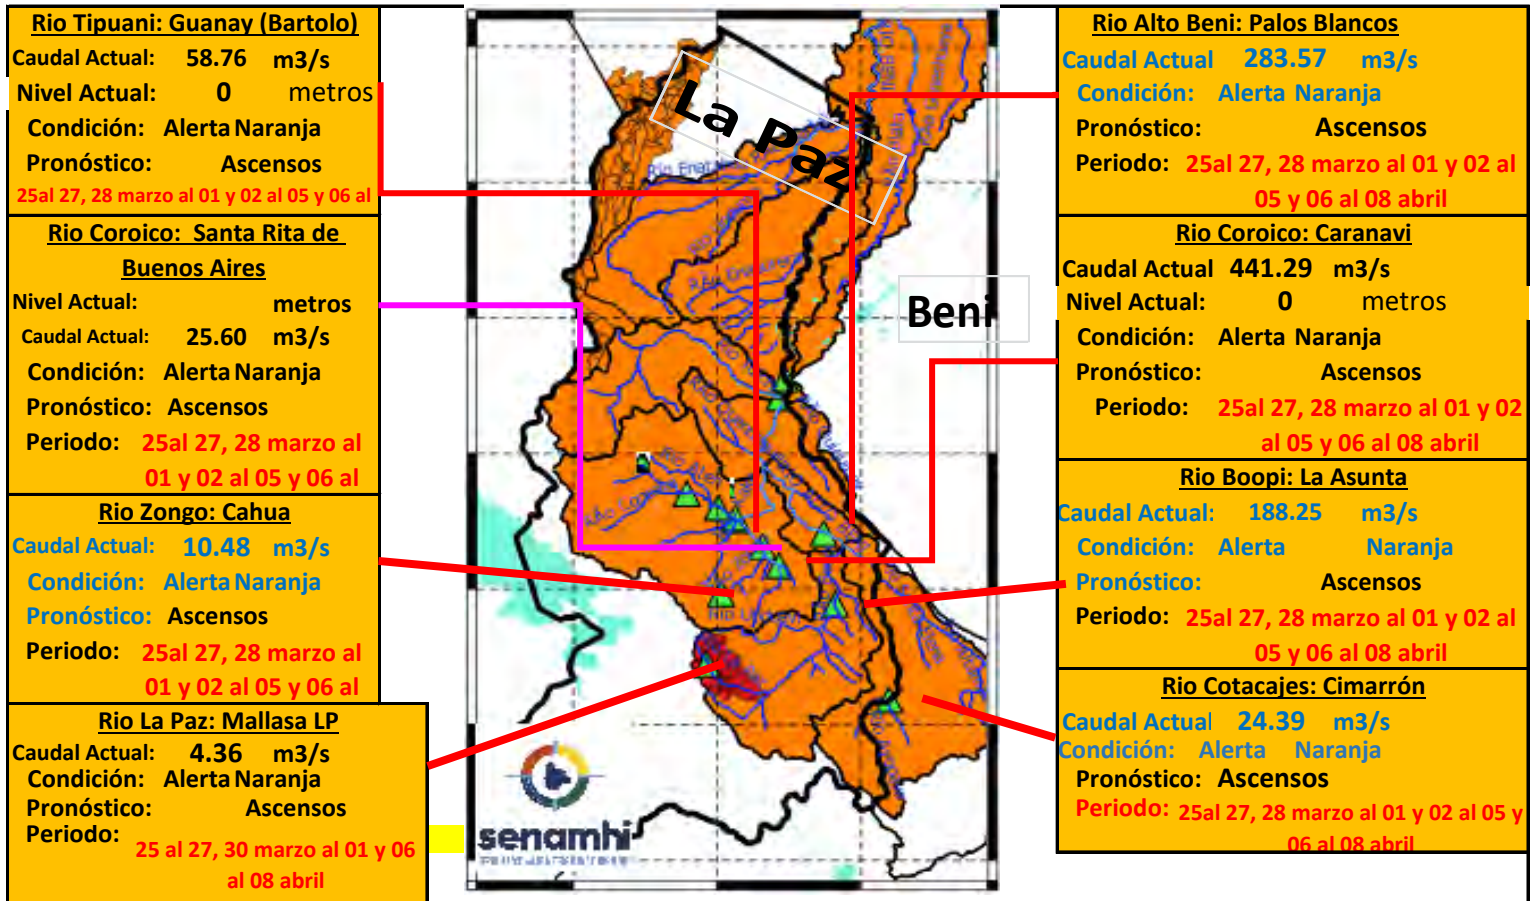 Rio Tipuani: Guanay (Bartolo)
Caudal Actual: 58.76 m3/s
Nivel Actual: 0 metros
Condición: Alerta Naranja
Pronóstico: Ascensos
25al 27, 28 marzo al 01 y 02 al 05 y 06 al
Rio Coroico: Santa Rita de
Buenos Aires
Nivel Actual: metros
Caudal Actual: 25.60 m3/s
Condición: Alerta Naranja
Pronóstico: Ascensos
Periodo: 25al 27, 28 marzo al
01 y 02 al 05 y 06 al
Rio Zongo: Cahua
Caudal Actual: 10.48 m3/s
Condición: Alerta Naranja
Pronóstico: Ascensos
Periodo: 25al 27, 28 marzo al
01 y 02 al 05 y 06 al
Rio La Paz: Mallasa LP
Caudal Actual: 4.36 m3/s
Condición: Alerta Naranja
Pronóstico: Ascensos
Periodo:
25 al 27, 30 marzo al 01 y 06
al 08 abril
La Paz
Beni
senamhi
Rio Alto Beni: Palos Blancos
Caudal Actual 283.57 m3/s
Condición: Alerta Naranja
Pronóstico: Ascensos
Periodo: 25al 27, 28 marzo al 01 y 02 al
05 y 06 al 08 abril
Rio Coroico: Caranavi
Caudal Actual 441.29 m3/s
Nivel Actual: 0 metros
Condición: Alerta Naranja
Pronóstico: Ascensos
Periodo: 25al 27, 28 marzo al 01 y 02
al 05 y 06 al 08 abril
Rio Boopi: La Asunta
Caudal Actual: 188.25 m3/s
Condición: Alerta Naranja
Pronóstico: Ascensos
Periodo: 25al 27, 28 marzo al 01 y 02 al
05 y 06 al 08 abril
Rio Cotacajes: Cimarrón
Caudal Actual 24.39 m3/s
Condición: Alerta Naranja
Pronóstico: Ascensos
Periodo: 25al 27, 28 marzo al 01 y 02 al 05 y
06 al 08 abril